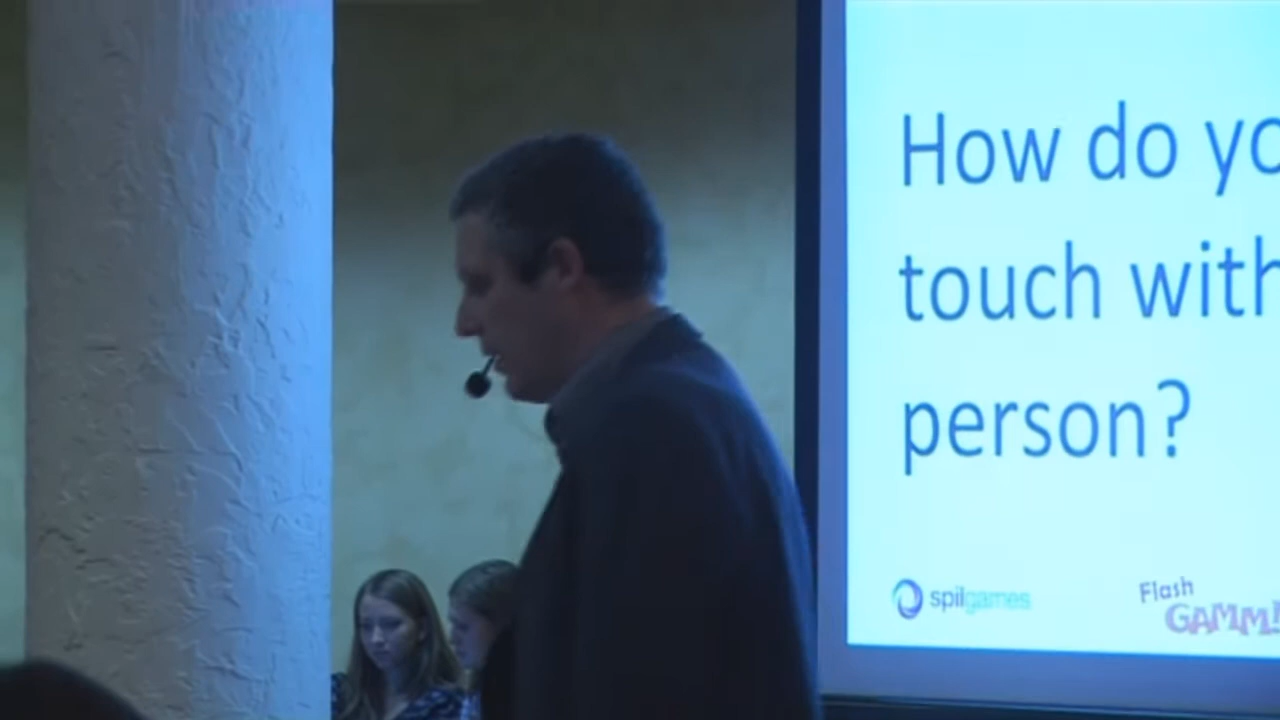 How do yo
touch with
person?
spilgames
Flash
GAMM!